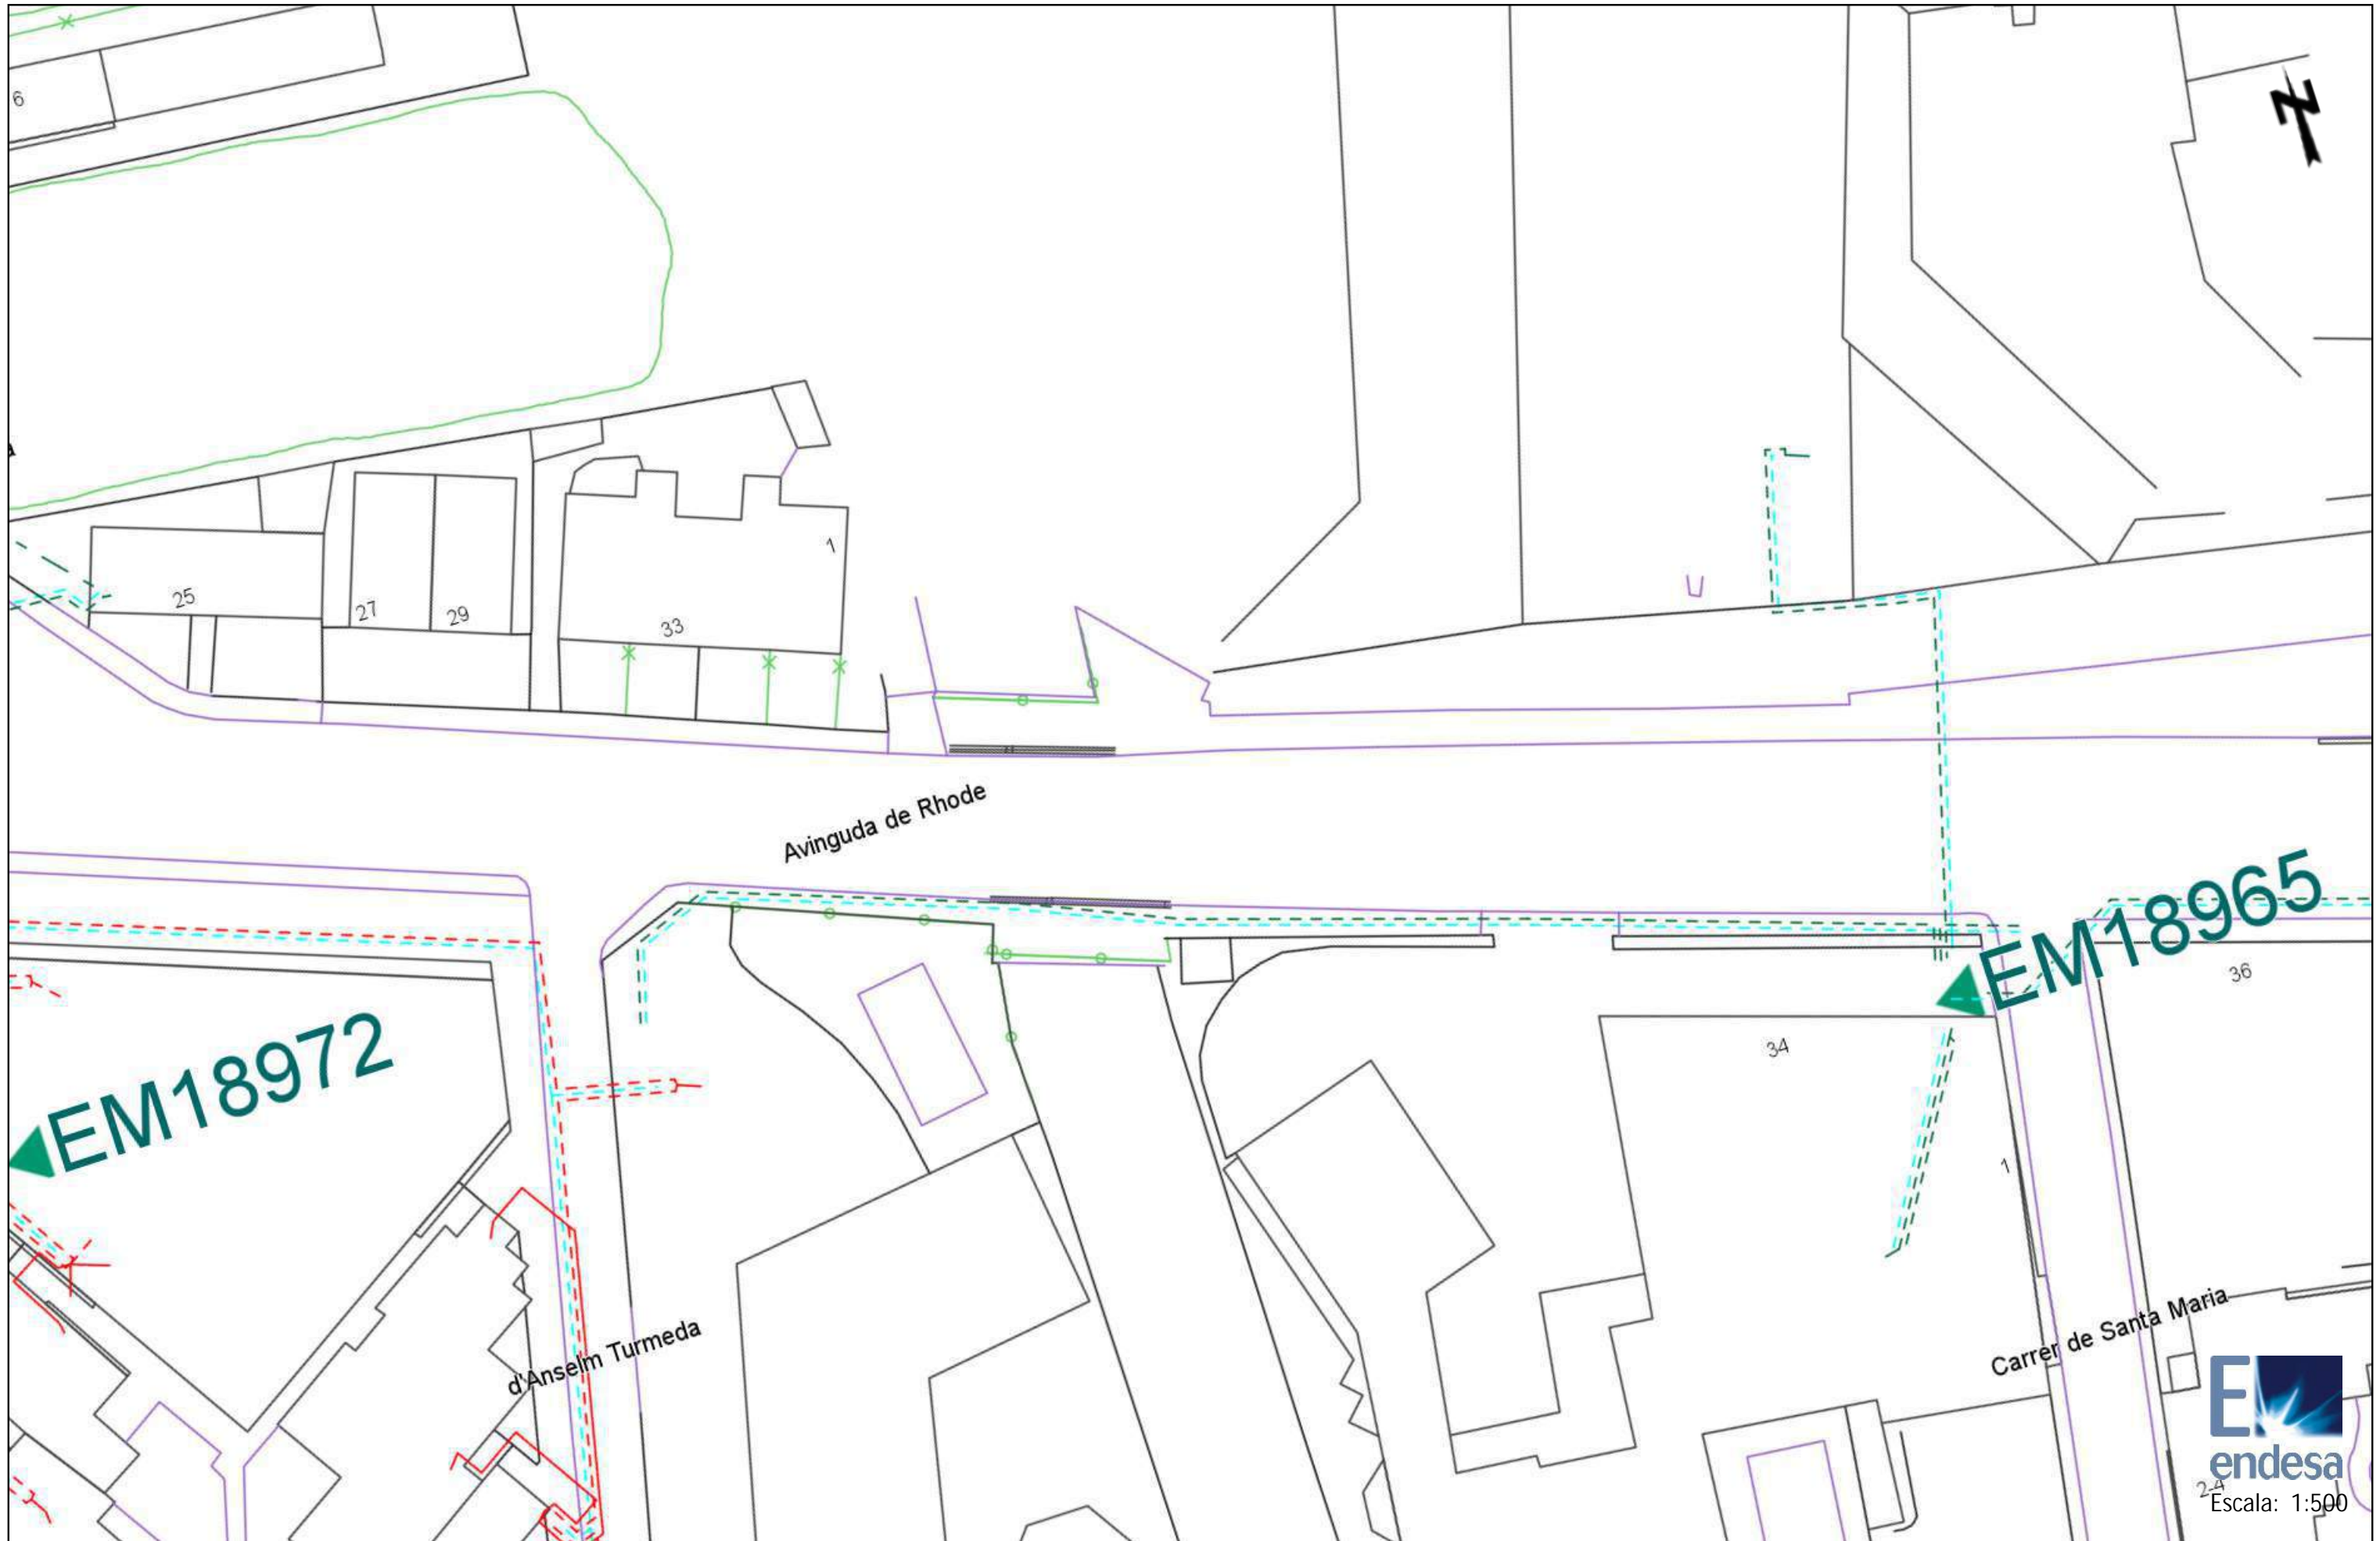 6
1
25
27
29
33
Avinguda de Rhode
EM18965
36
EM18972
34
1
Carrer de Santa Maria
d'Anselm Turmeda
endesa
2-4
Escala: 1:500